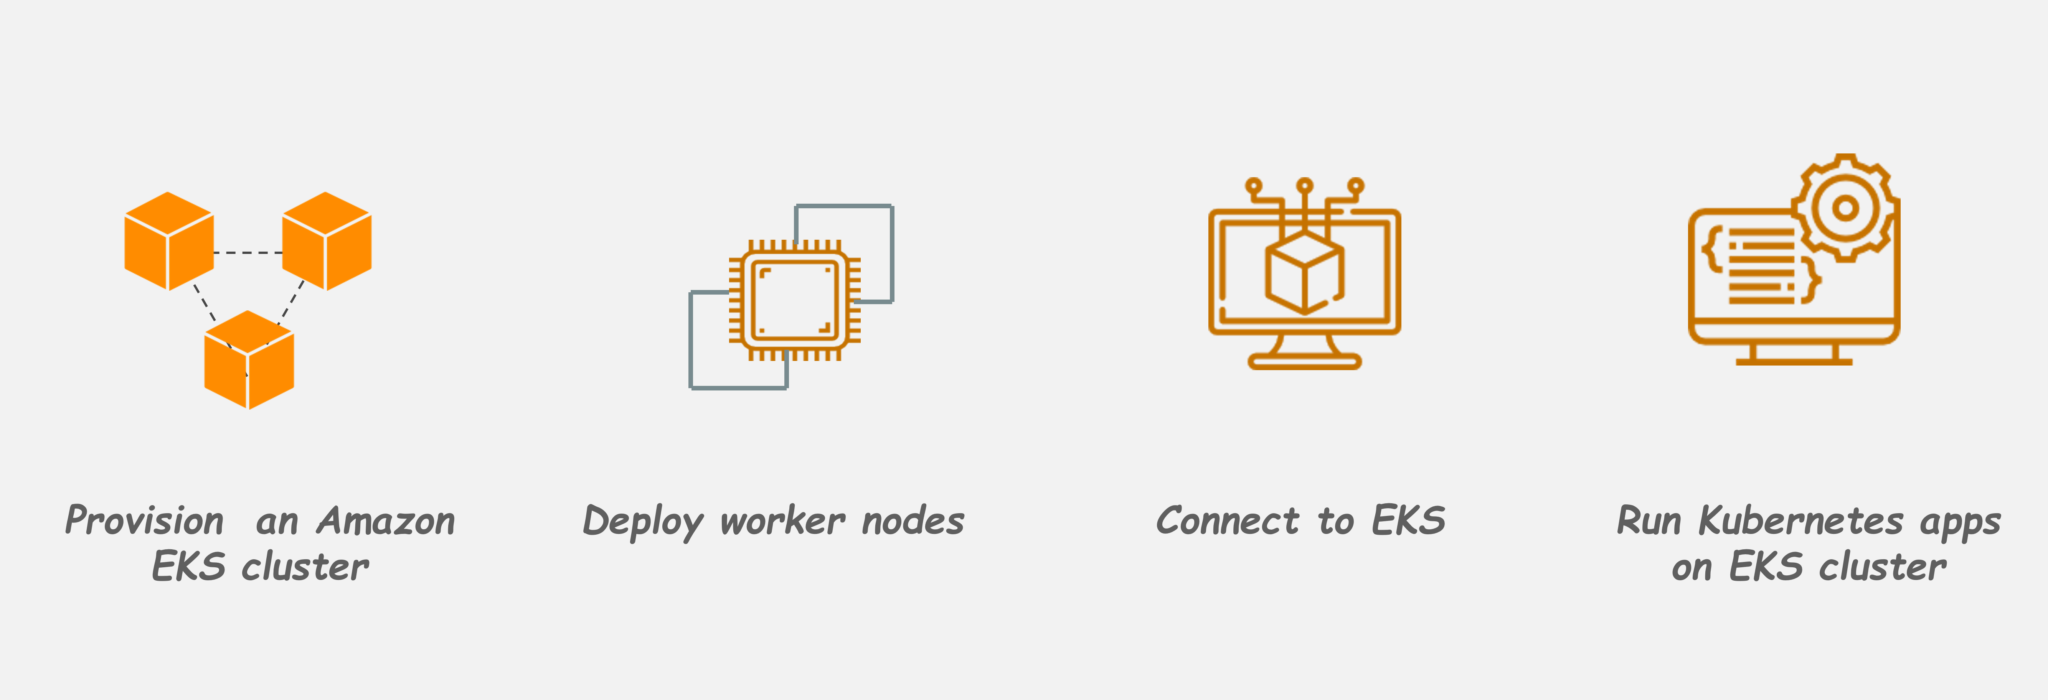 Provision  an Amazon
EKS cluster
Deploy worker nodes
Connect to EKS
Run Kubernetes apps
on EKS cluster